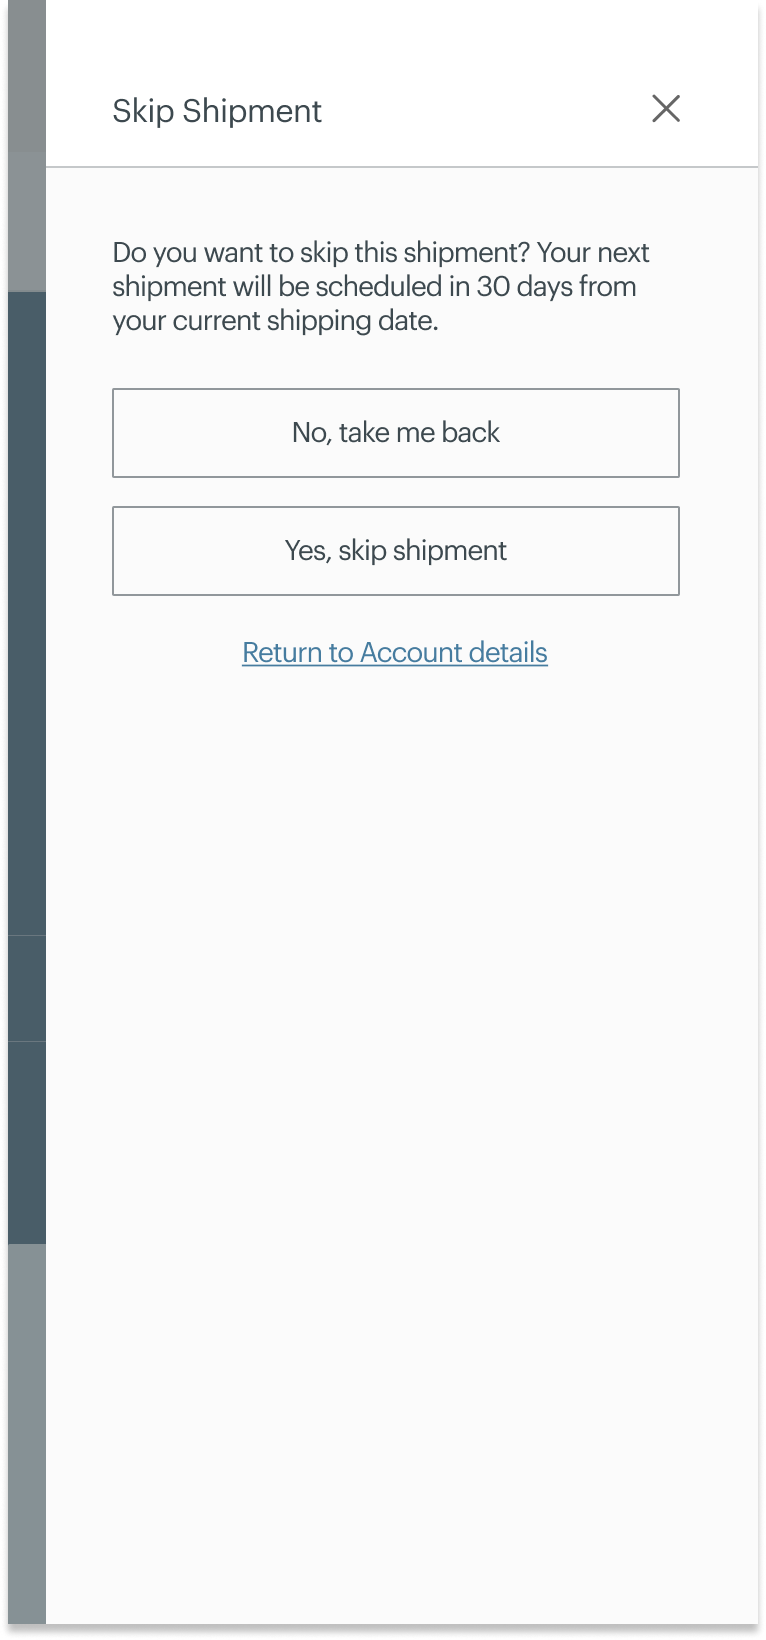 Skip Shipment
Do you want to skip this shipment? Your next
shipment will be scheduled in 30 days from
your current shipping date.
No, take me back
Yes, skip shipment
Return to Account details